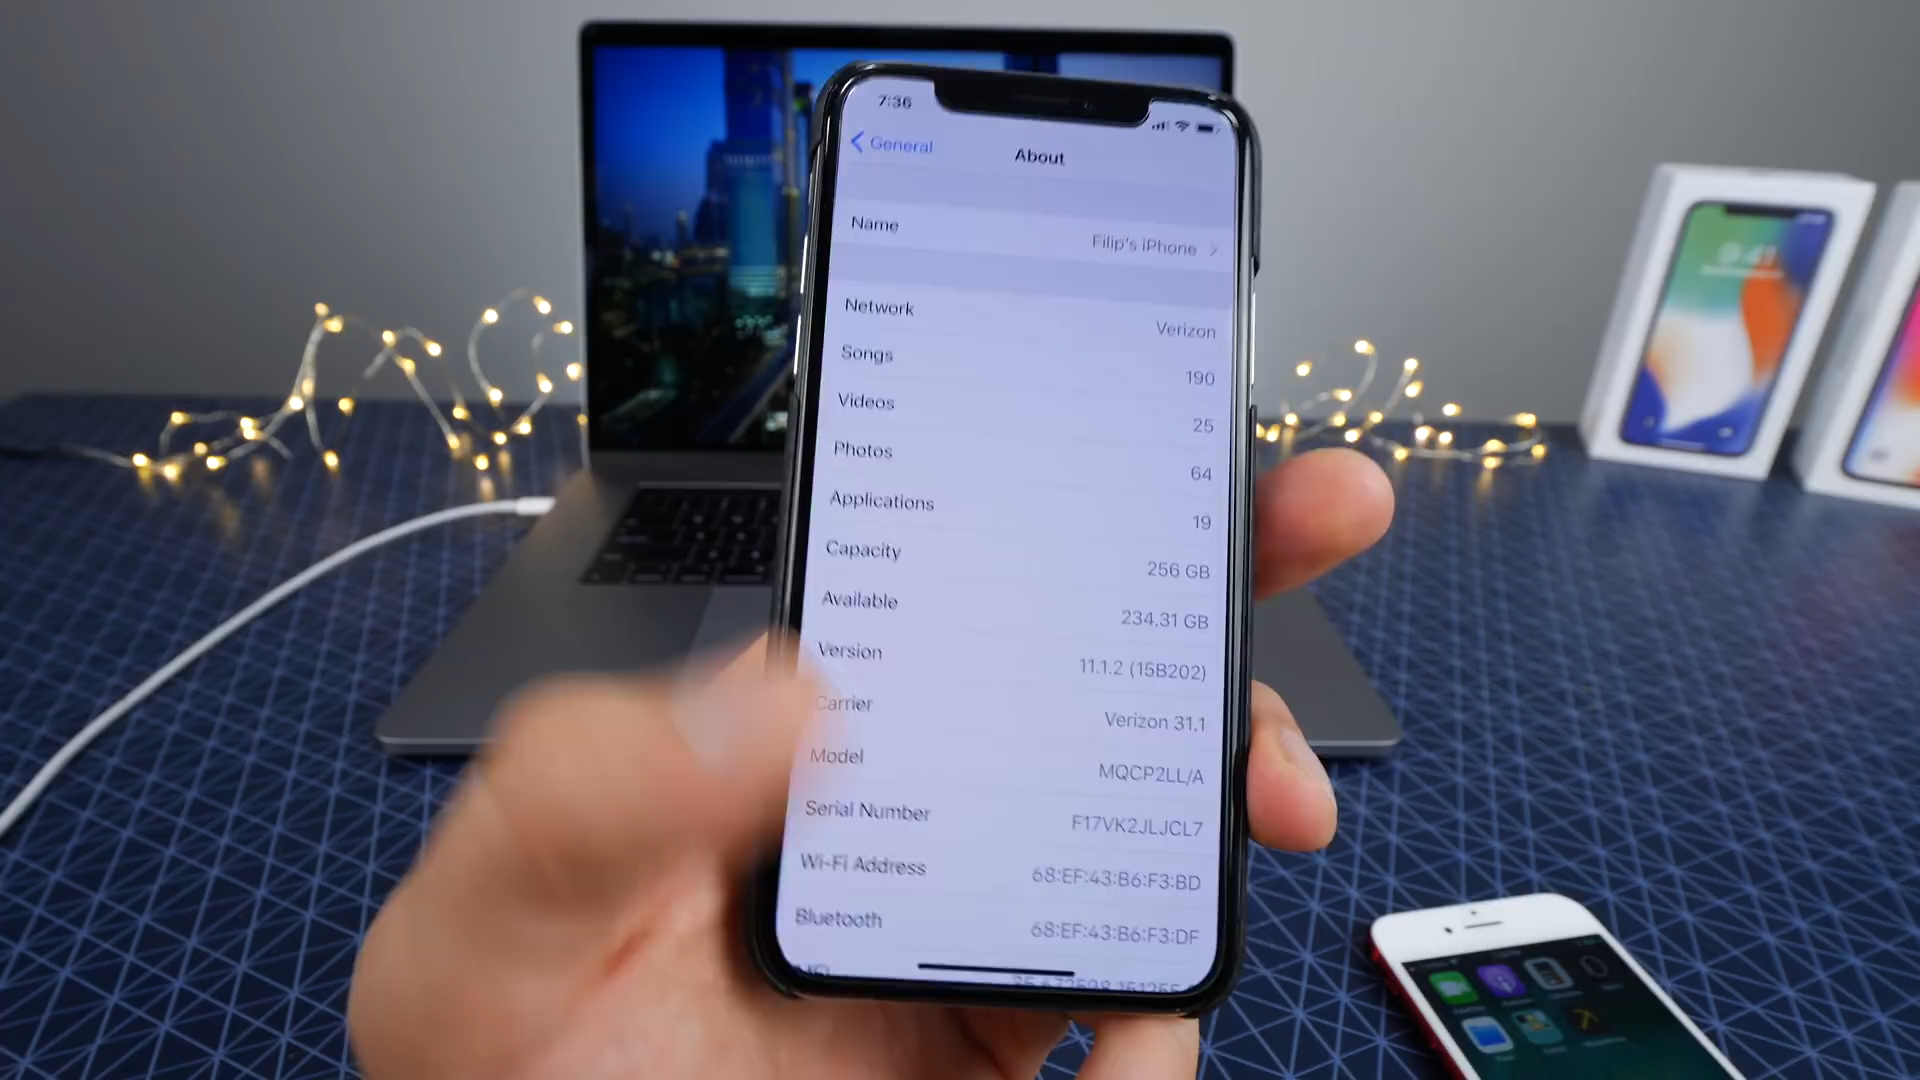 7:36
General
About
Name Filip's iPhone
Network Verizon
Songs 190
Videos 25
Photos 64
Applications 19
Capacity 256 GB
Available 234.31 GB
Version 11.1.2 (15B202)
Carrier Verizon 31.1
Model MQCP2LL/A
Serial Number F17VK2JLJCL7
Wi-Fi Address 68:EF:43:B6:F3:BD
Bluetooth 68:EF:43:B6:F3:DF
9:41